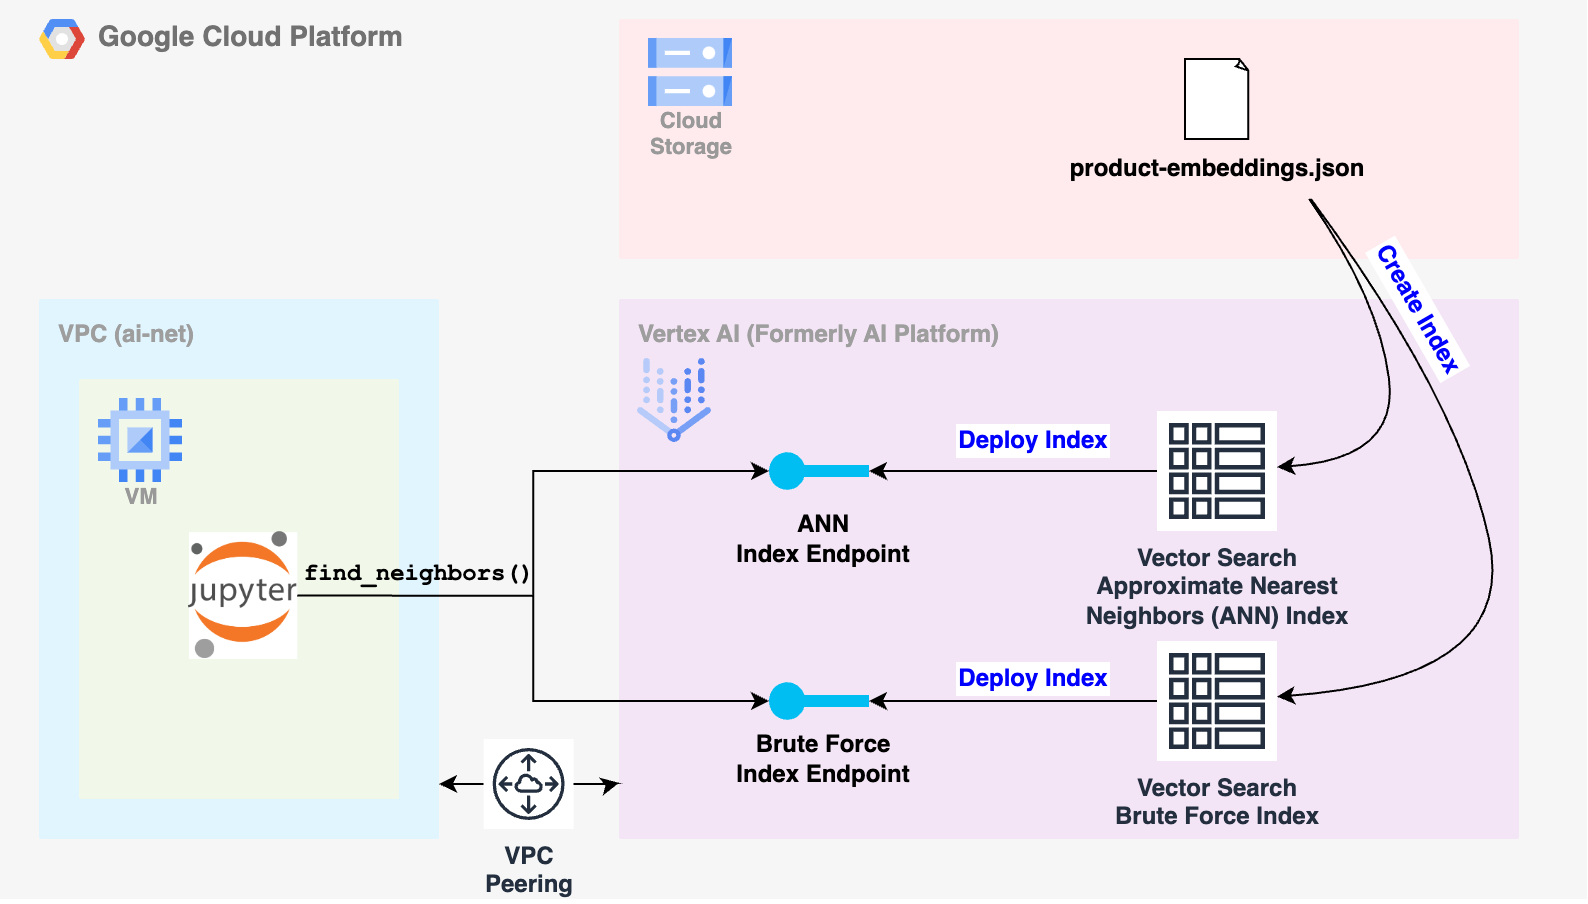 Google Cloud Platform
Cloud
Storage
product-embeddings.json
Create Index
VPC (ai-net)
VM
jupyter
find_neighbors()
Vertex AI (Formerly AI Platform)
Deploy Index
ANN
Index Endpoint
Vector Search
Approximate Nearest
Neighbors (ANN) Index
Deploy Index
Brute Force
Index Endpoint
Vector Search
Brute Force Index
VPC
Peering